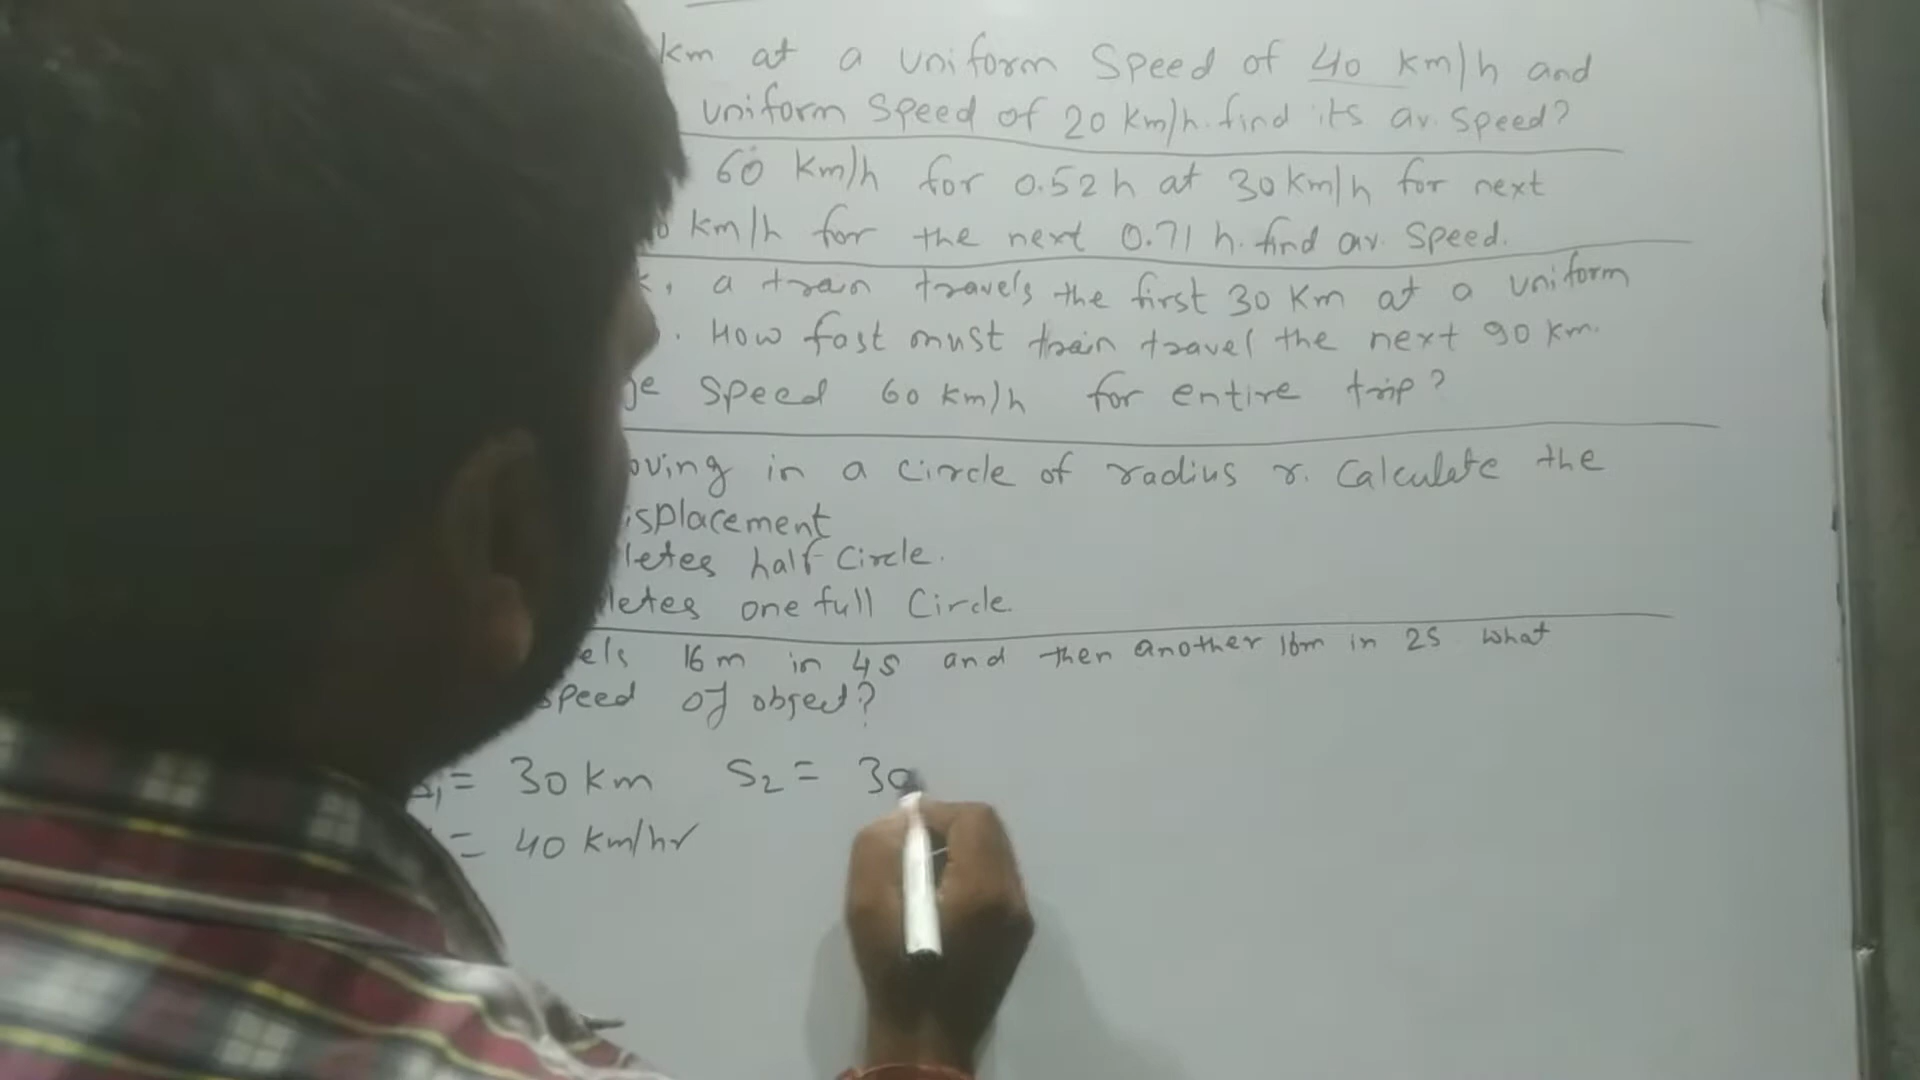 km at a uniform Speed of 40 km/h and
uniform speed of 20 km/h. find its av. speed?
60 km/h for 0.52 h at 30 km/h for next
km/h for the next 0.71 h. find av. speed.
a train travels the first 30 km at a uniform
. How fast must train travel the next 90 km.
ge speed 60 km/h for entire trip?
oving in a circle of radius r. Calculate the
isplacement
letes half Circle.
letes one full Circle.
els 16 m in 4s and then another 16m in 2s what
speed of object?
= 30 km S2 = 30
= 40 km/hr